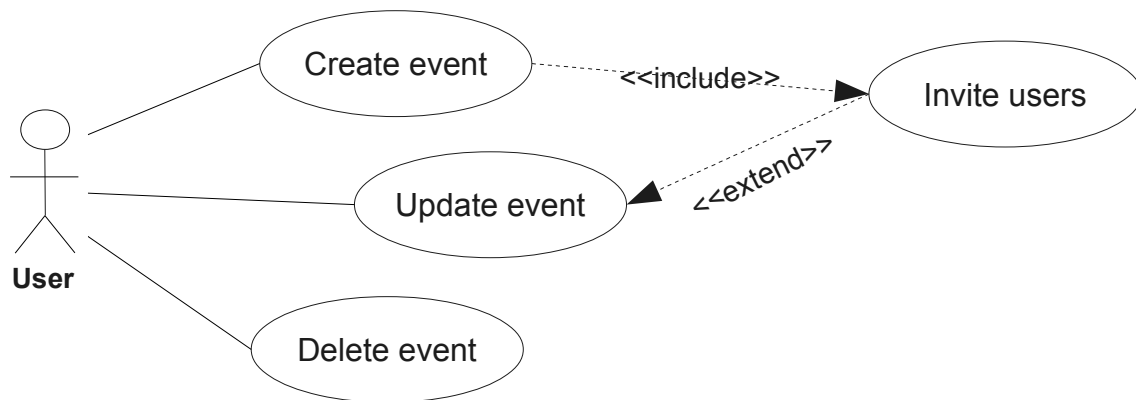 Create event
<<include>>
Invite users
Update event
<<extend>>
User
Delete event